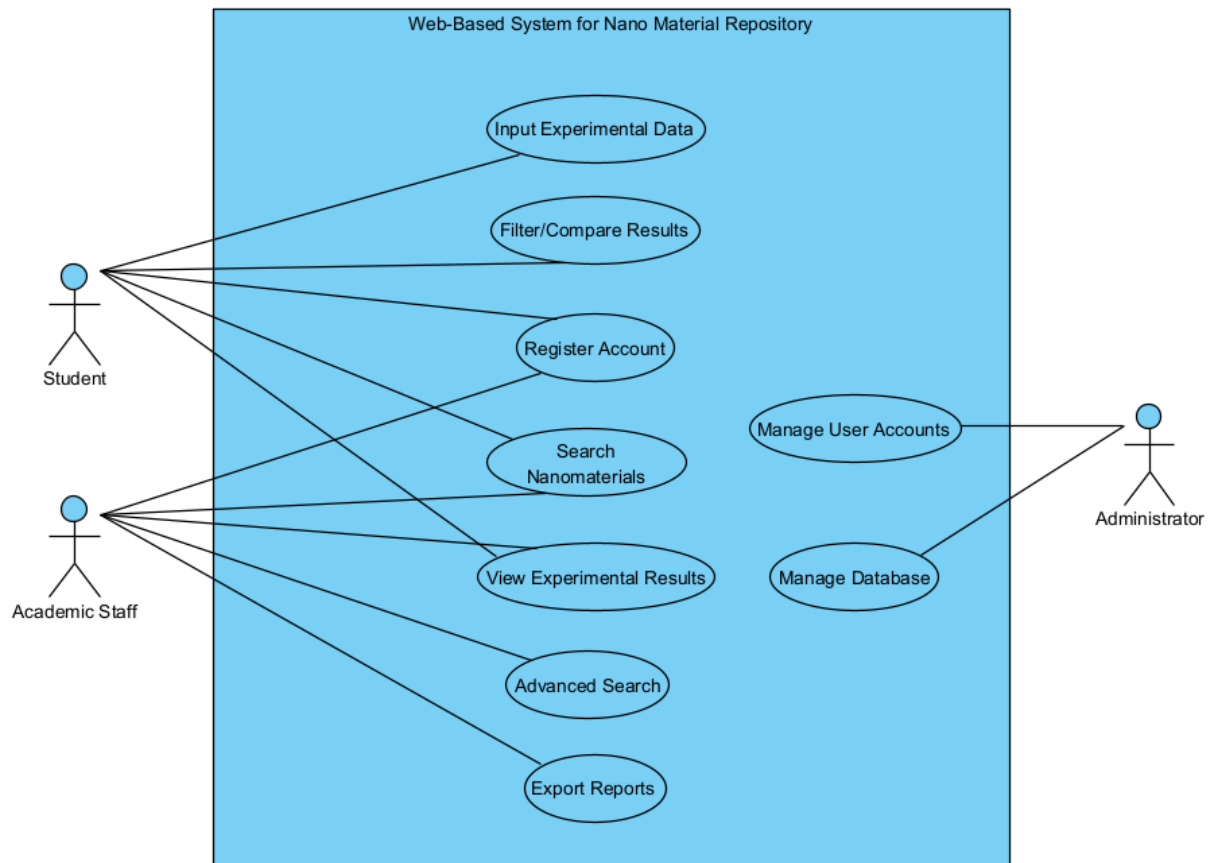 Web-Based System for Nano Material Repository
Input Experimental Data
Filter/Compare Results
Register Account
Student
Manage User Accounts
Search
Nanomaterials
Administrator
View Experimental Results
Manage Database
Academic Staff
Advanced Search
Export Reports